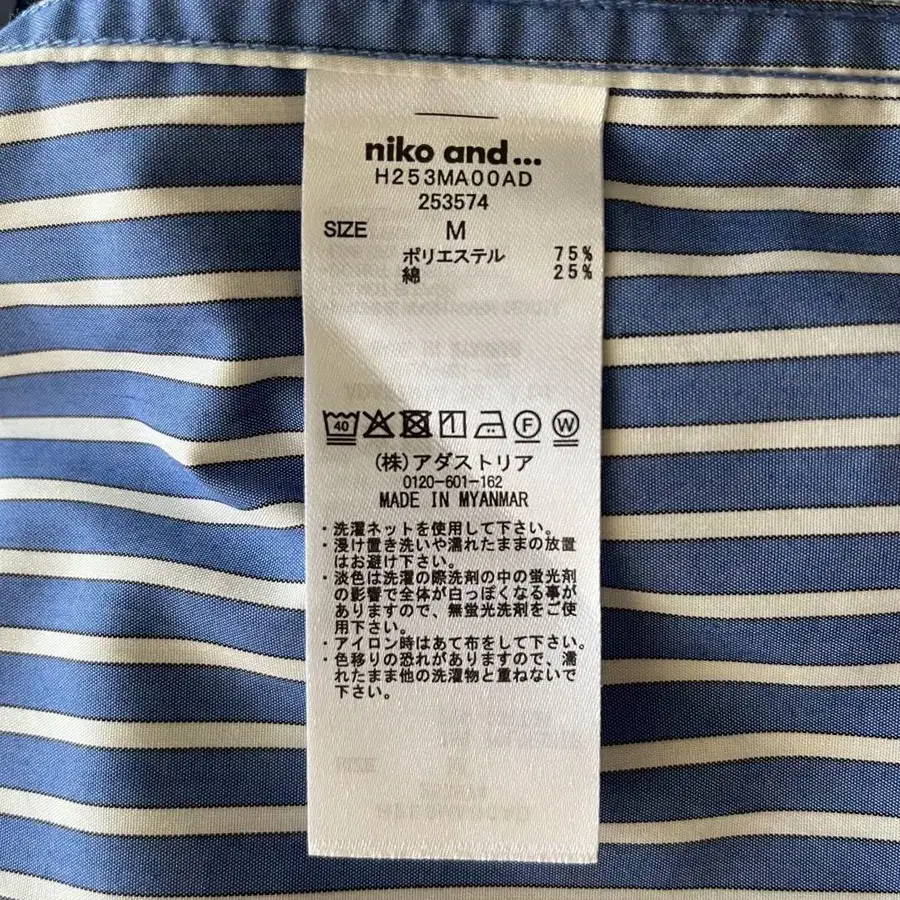 niko and...
H253MA00AD
253574
SIZE M
ポリエステル 75%
綿 25%
40 F W
(株)アダストリア
0120-601-162
MADE IN MYANMAR
・洗濯ネットを使用して下さい。
・浸け置き洗いや濡れたままの放置
はお避け下さい。
・淡色は洗濯の際洗剤の中の蛍光剤
の影響で全体が白っぽくなる事が
ありますので、無蛍光洗剤をご使
用下さい。
・アイロン時はあて布をして下さい。
・色移りの恐れがありますので、濡
れたまま他の洗濯物と重ねないで
下さい。